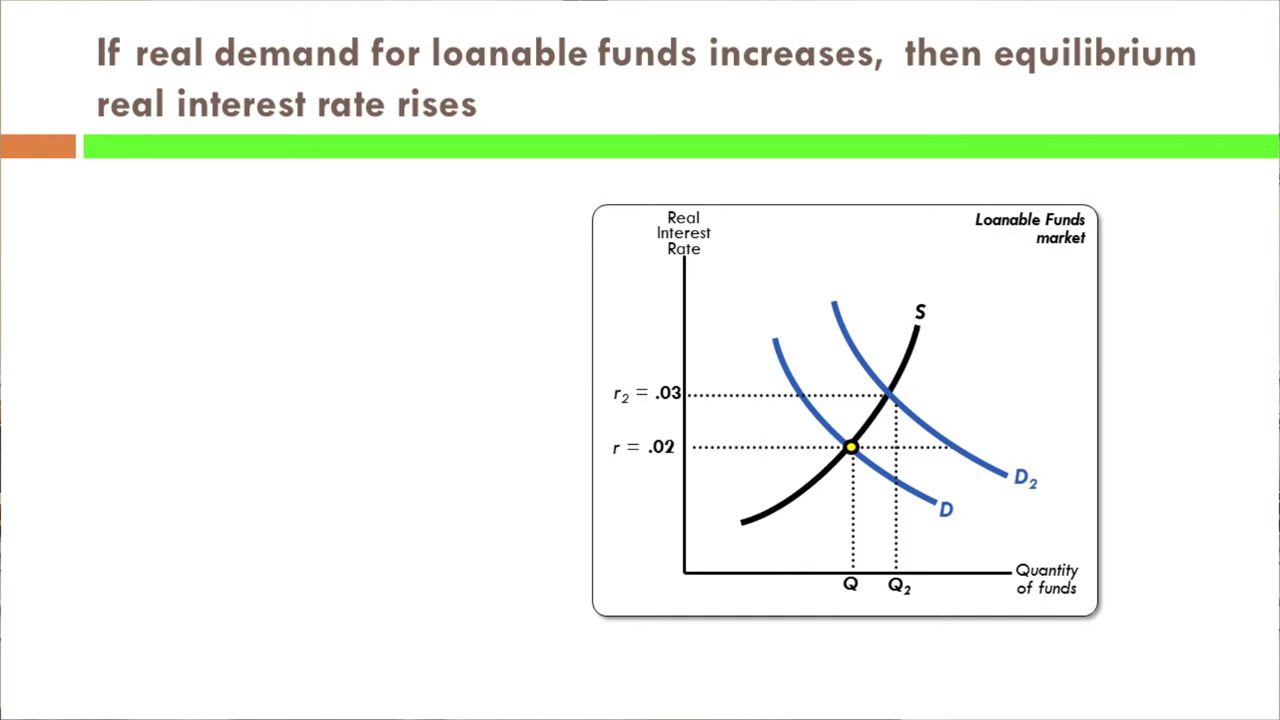 If real demand for loanable funds increases, then equilibrium
real interest rate rises
Real
Interest
Rate
Loanable Funds
market
S
r2 = .03
r = .02
D2
D
Q
Q2
Quantity
of funds